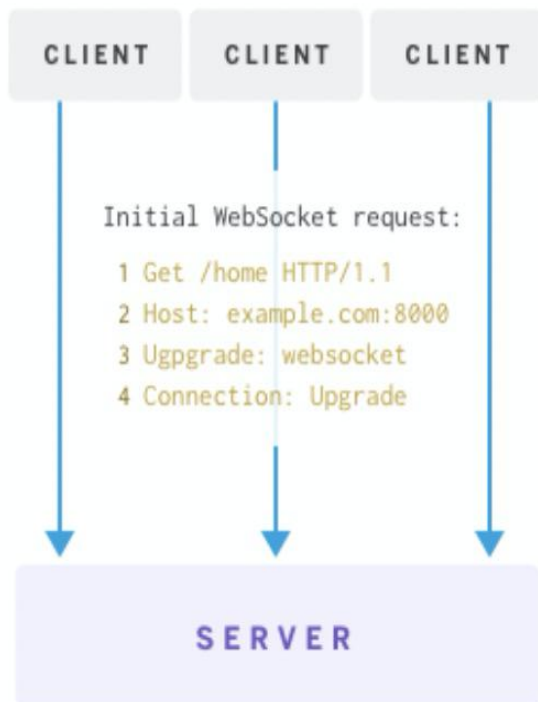 CLIENT CLIENT CLIENT
Initial WebSocket request:
1 Get /home HTTP/1.1
2 Host: example.com:8000
3 Ugpgrade: websocket
4 Connection: Upgrade
SERVER